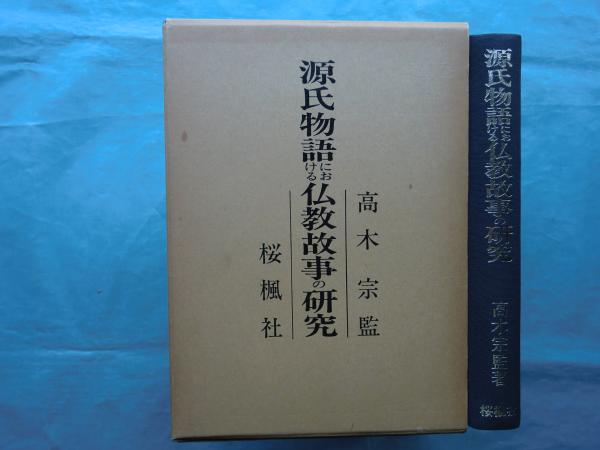 高木宗監
源氏物語における仏教故事の研究
桜楓社
源氏物語における仏教故事の研究
高木宗監著
桜楓社